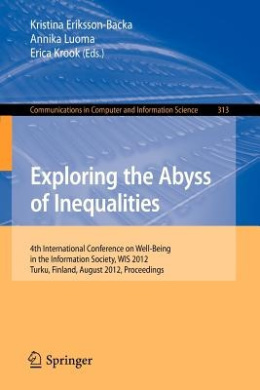 Kristina Eriksson-Backa
Annika Luoma
Erica Krook (Eds.)
Communications in Computer and Information Science 313
Exploring the Abyss
of Inequalities
4th International Conference on Well-Being
in the Information Society, WIS 2012
Turku, Finland, August 2012, Proceedings
Springer